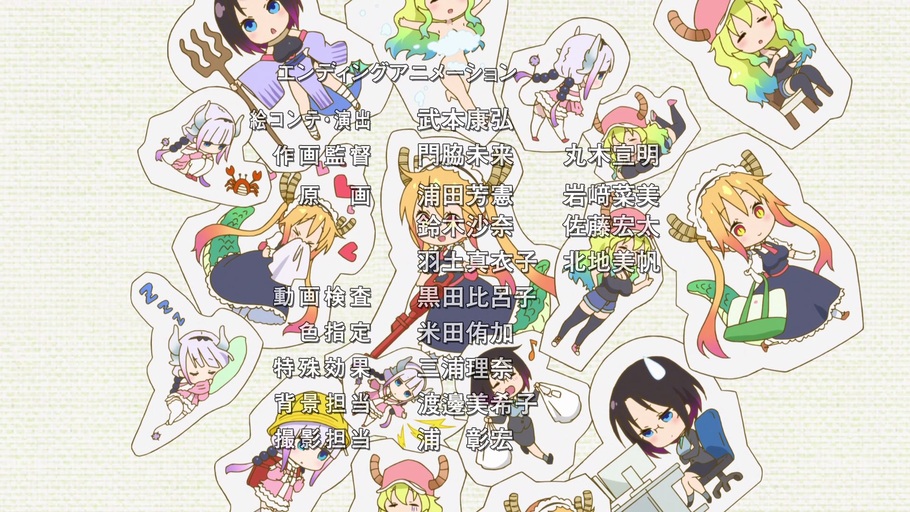 エンディングアニメーション
絵コンテ・演出 武本康弘
作画監督 門脇未来 丸木宣明
原画 浦田芳憲 岩﨑菜美
鈴木沙奈 佐藤宏太
羽土真衣子 北地美帆
動画検査 黒田比呂子
色指定 米田侑加
特殊効果 三浦理奈
背景担当 渡邊美希子
撮影担当 浦 彰宏
z z z z